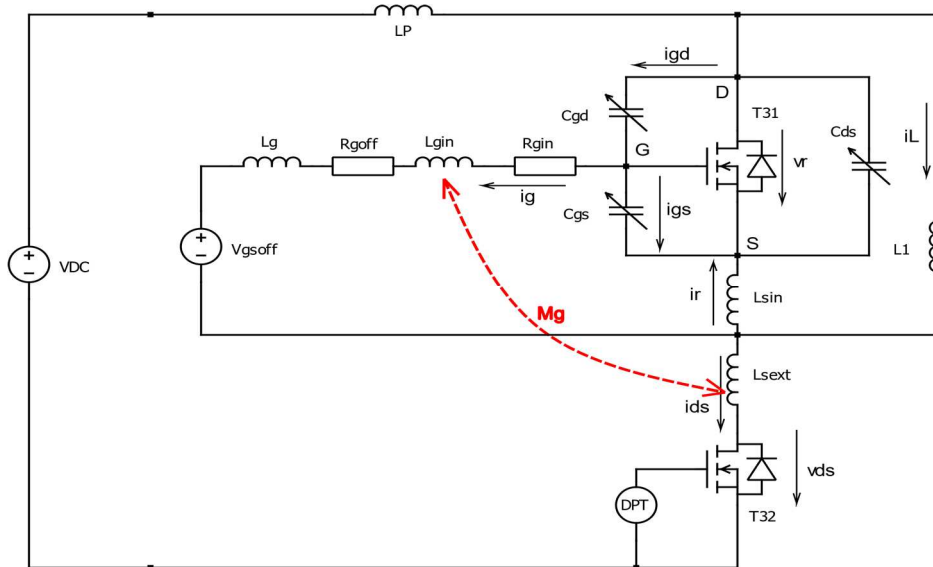 LP
igd
D
T31
Cgd
Cds
iL
Lg
Rgoff
Lgin
Rgin
G
vr
ig
igs
Cgs
+
−
Vgsoff
+
−
VDC
S
L1
ir
Lsin
Mg
Lsext
ids
vds
DPT
T32